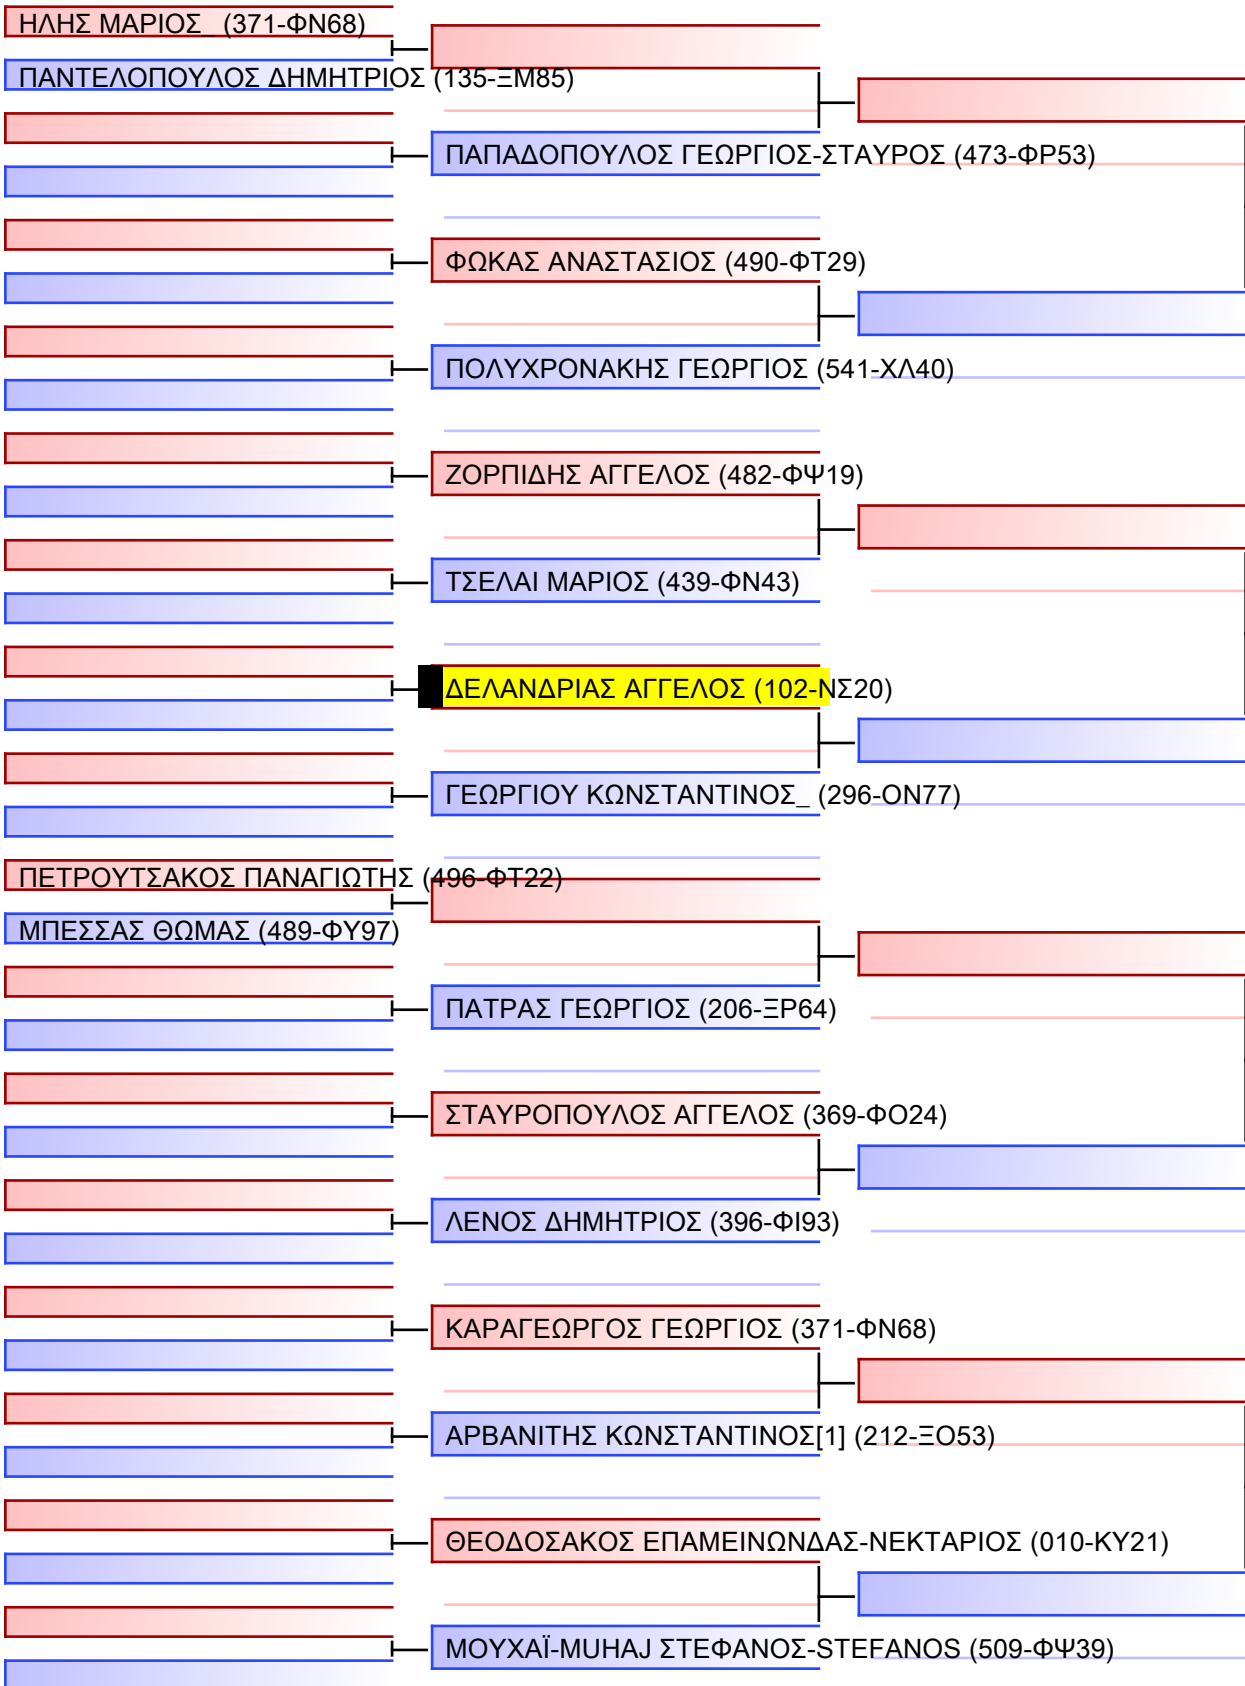 ΗΛΗΣ ΜΑΡΙΟΣ_ (371-ΦΝ68)
ΠΑΝΤΕΛΟΠΟΥΛΟΣ ΔΗΜΗΤΡΙΟΣ (135-ΞΜ85)
ΠΑΠΑΔΟΠΟΥΛΟΣ ΓΕΩΡΓΙΟΣ-ΣΤΑΥΡΟΣ (473-ΦΡ53)
ΦΩΚΑΣ ΑΝΑΣΤΑΣΙΟΣ (490-ΦΤ29)
ΠΟΛΥΧΡΟΝΑΚΗΣ ΓΕΩΡΓΙΟΣ (541-ΧΛ40)
ΖΟΡΠΙΔΗΣ ΑΓΓΕΛΟΣ (482-ΦΨ19)
ΤΣΕΛΑΙ ΜΑΡΙΟΣ (439-ΦΝ43)
ΔΕΛΑΝΔΡΙΑΣ ΑΓΓΕΛΟΣ (102-ΝΣ20)
ΓΕΩΡΓΙΟΥ ΚΩΝΣΤΑΝΤΙΝΟΣ_ (296-ΟΝ77)
ΠΕΤΡΟΥΤΣΑΚΟΣ ΠΑΝΑΓΙΩΤΗΣ (496-ΦΤ22)
ΜΠΕΣΣΑΣ ΘΩΜΑΣ (489-ΦΥ97)
ΠΑΤΡΑΣ ΓΕΩΡΓΙΟΣ (206-ΞΡ64)
ΣΤΑΥΡΟΠΟΥΛΟΣ ΑΓΓΕΛΟΣ (369-ΦΟ24)
ΛΕΝΟΣ ΔΗΜΗΤΡΙΟΣ (396-ΦΙ93)
ΚΑΡΑΓΕΩΡΓΟΣ ΓΕΩΡΓΙΟΣ (371-ΦΝ68)
ΑΡΒΑΝΙΤΗΣ ΚΩΝΣΤΑΝΤΙΝΟΣ[1] (212-ΞΟ53)
ΘΕΟΔΟΣΑΚΟΣ ΕΠΑΜΕΙΝΩΝΔΑΣ-ΝΕΚΤΑΡΙΟΣ (010-ΚΥ21)
ΜΟΥΧΑΪ-MUHAJ ΣΤΕΦΑΝΟΣ-STEFANOS (509-ΦΨ39)